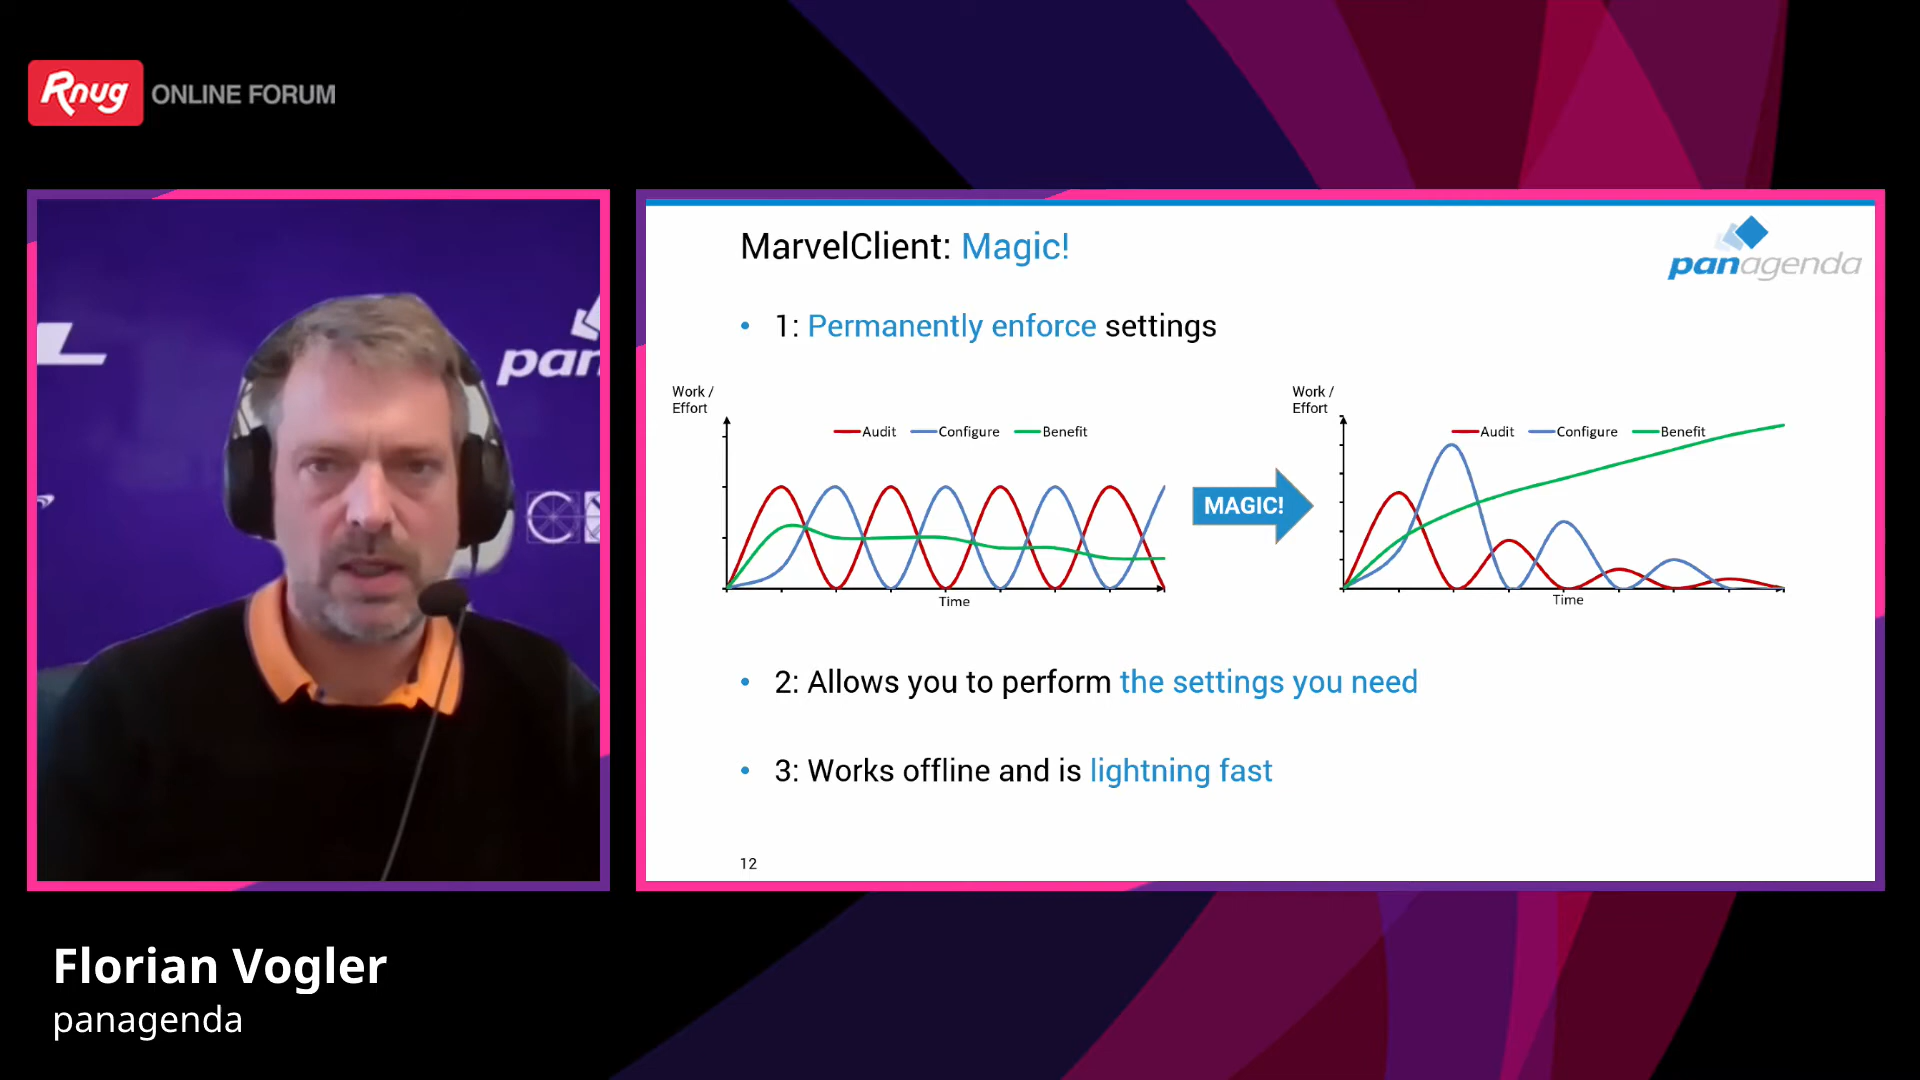 Rnug ONLINE FORUM
pan
MarvelClient: Magic!
panagenda
• 1: Permanently enforce settings
Work /
Effort
Audit Configure Benefit
Time
MAGIC!
Work /
Effort
Audit Configure Benefit
Time
• 2: Allows you to perform the settings you need
• 3: Works offline and is lightning fast
12
Florian Vogler
panagenda